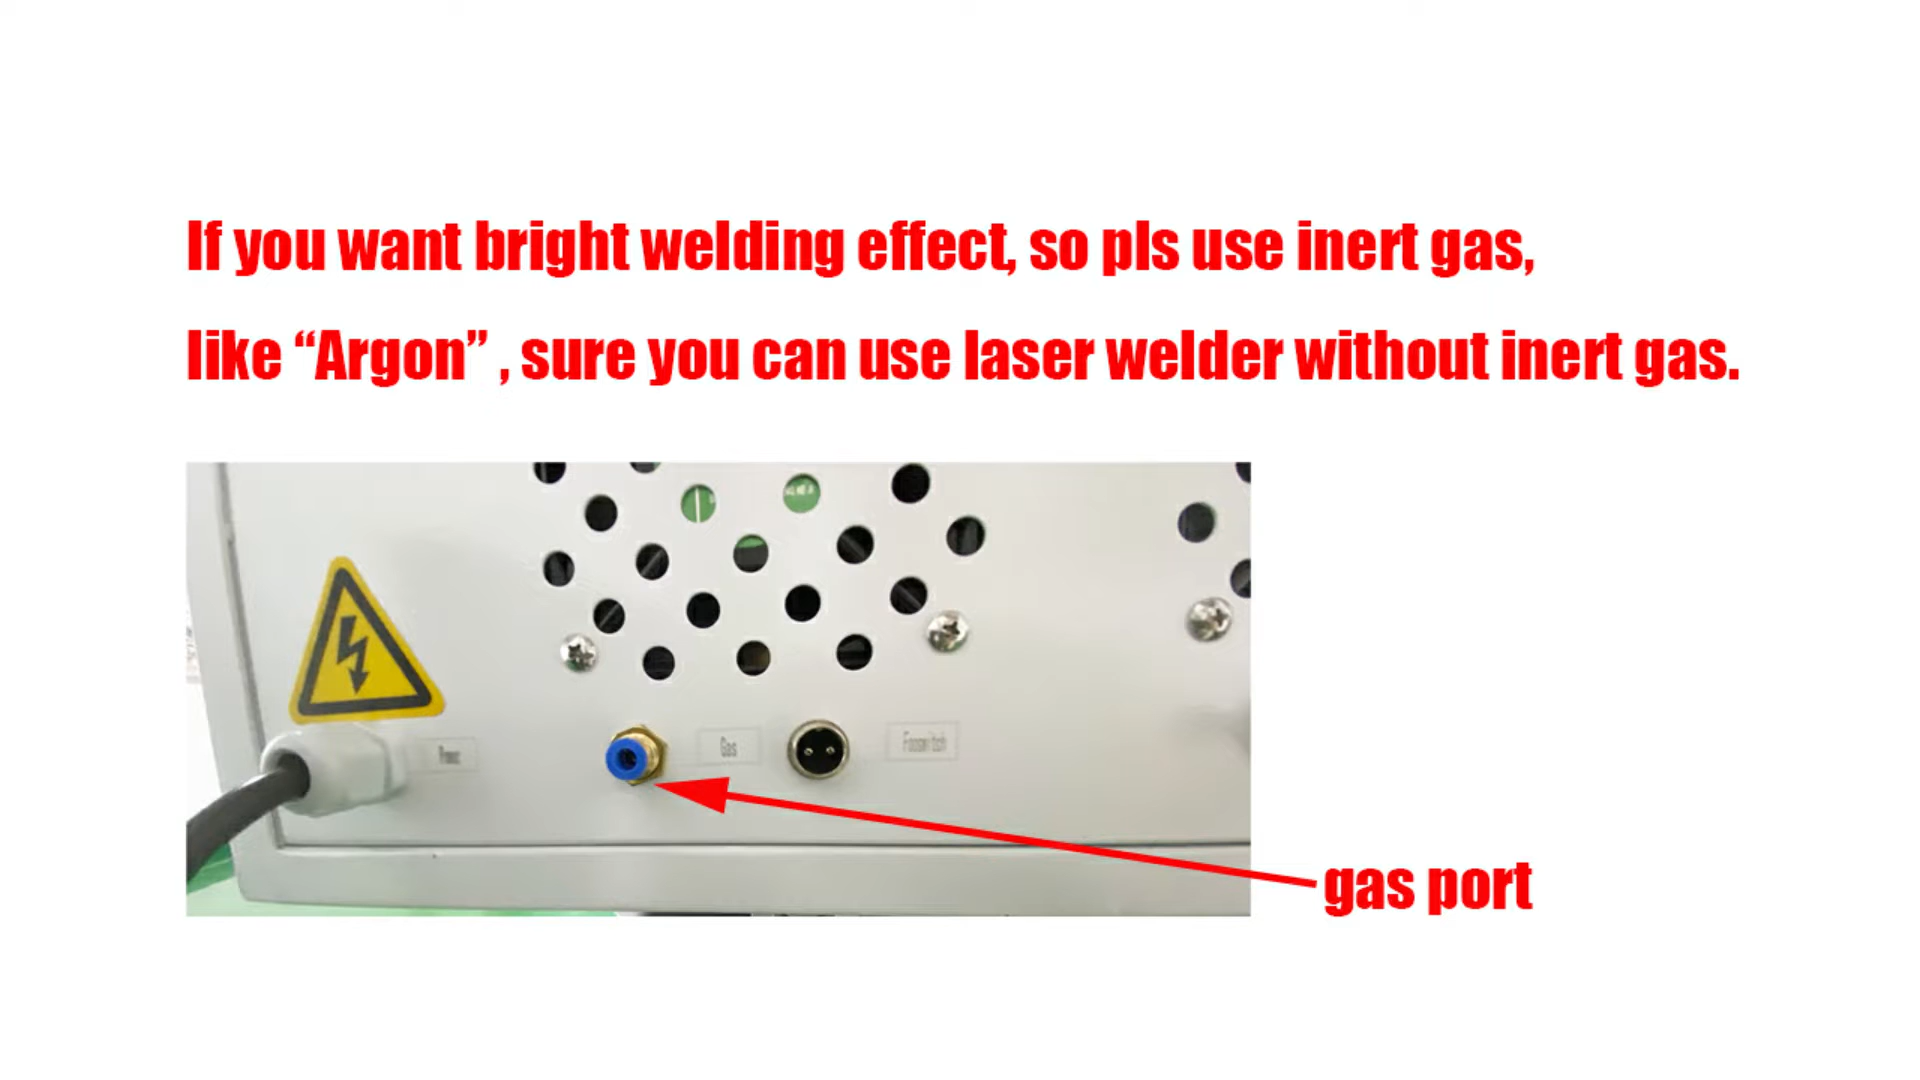 If you want bright welding effect, so pls use inert gas,
like “Argon” , sure you can use laser welder without inert gas.
Gas
gas port